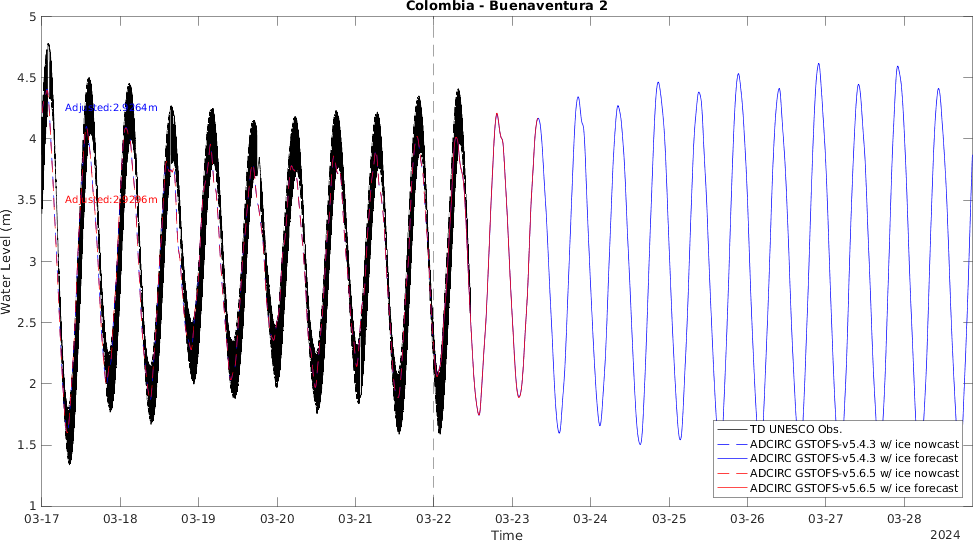 Colombia - Buenaventura 2
5
4.5
4
3.5
3
2.5
2
1.5
1
Water Level (m)
03-17
03-18
03-19
03-20
03-21
03-22
03-23
03-24
03-25
03-26
03-27
03-28
Time
2024
TD UNESCO Obs.
ADCIRC GSTOFS-v5.4.3 w/ ice nowcast
ADCIRC GSTOFS-v5.4.3 w/ ice forecast
ADCIRC GSTOFS-v5.6.5 w/ ice nowcast
ADCIRC GSTOFS-v5.6.5 w/ ice forecast